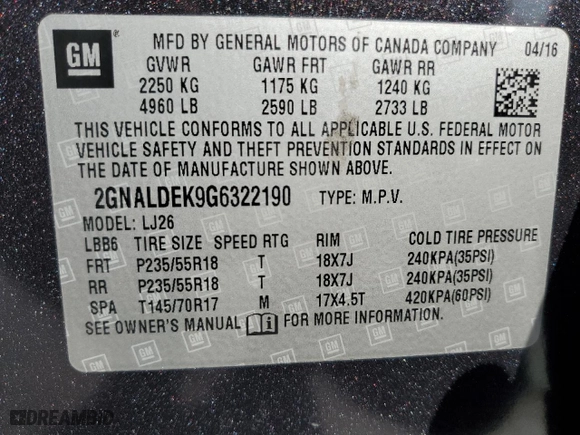 GM ® MFD BY GENERAL MOTORS OF CANADA COMPANY 04/16
GVWR GAWR FRT GAWR RR
2250 KG 1175 KG 1240 KG
4960 LB 2590 LB 2733 LB
THIS VEHICLE CONFORMS TO ALL APPLICABLE U.S. FEDERAL MOTOR
VEHICLE SAFETY AND THEFT PREVENTION STANDARDS IN EFFECT ON
THE DATE OF MANUFACTURE SHOWN ABOVE.
2GNALDEK9G6322190 TYPE: M.P.V.
MODEL: LJ26
LBB6 TIRE SIZE SPEED RTG RIM COLD TIRE PRESSURE
FRT P235/55R18 T 18X7J 240KPA(35PSI)
RR P235/55R18 T 18X7J 240KPA(35PSI)
SPA T145/70R17 M 17X4.5T 420KPA(60PSI)
SEE OWNER'S MANUAL FOR MORE INFORMATION.
DREAMBID